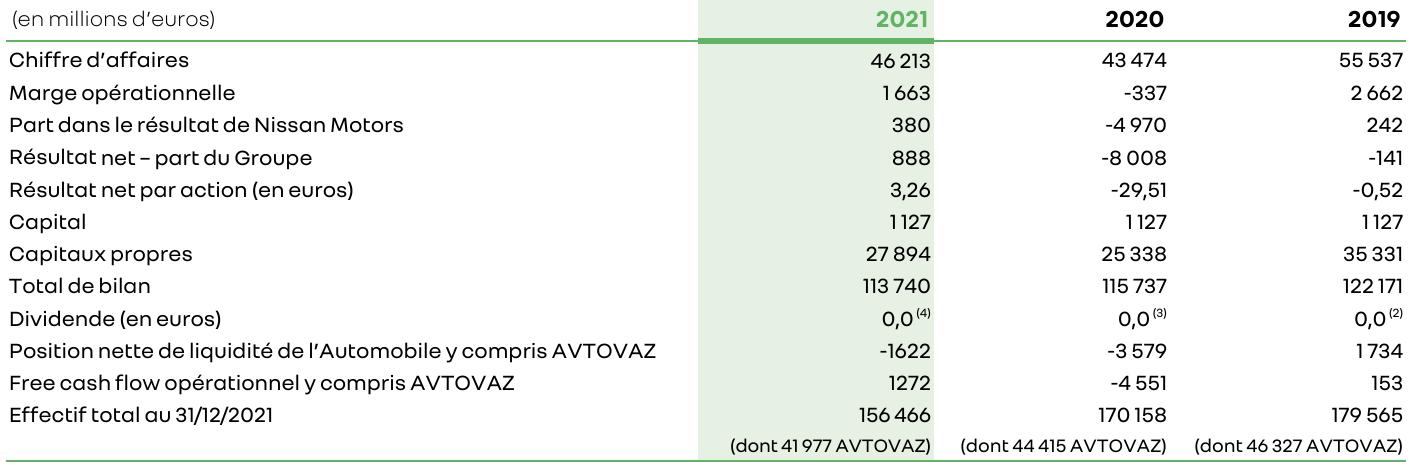 (en millions d’euros) 2021 2020 2019
Chiffre d’affaires 46 213 43 474 55 537
Marge opérationnelle 1 663 -337 2 662
Part dans le résultat de Nissan Motors 380 -4 970 242
Résultat net – part du Groupe 888 -8 008 -141
Résultat net par action (en euros) 3,26 -29,51 -0,52
Capital 1 127 1 127 1 127
Capitaux propres 27 894 25 338 35 331
Total de bilan 113 740 115 737 122 171
Dividende (en euros) 0,0 (4) 0,0 (3) 0,0 (2)
Position nette de liquidité de l’Automobile y compris AVTOVAZ -1622 -3 579 1 734
Free cash flow opérationnel y compris AVTOVAZ 1272 -4 551 153
Effectif total au 31/12/2021 156 466 170 158 179 565
(dont 41 977 AVTOVAZ) (dont 44 415 AVTOVAZ) (dont 46 327 AVTOVAZ)